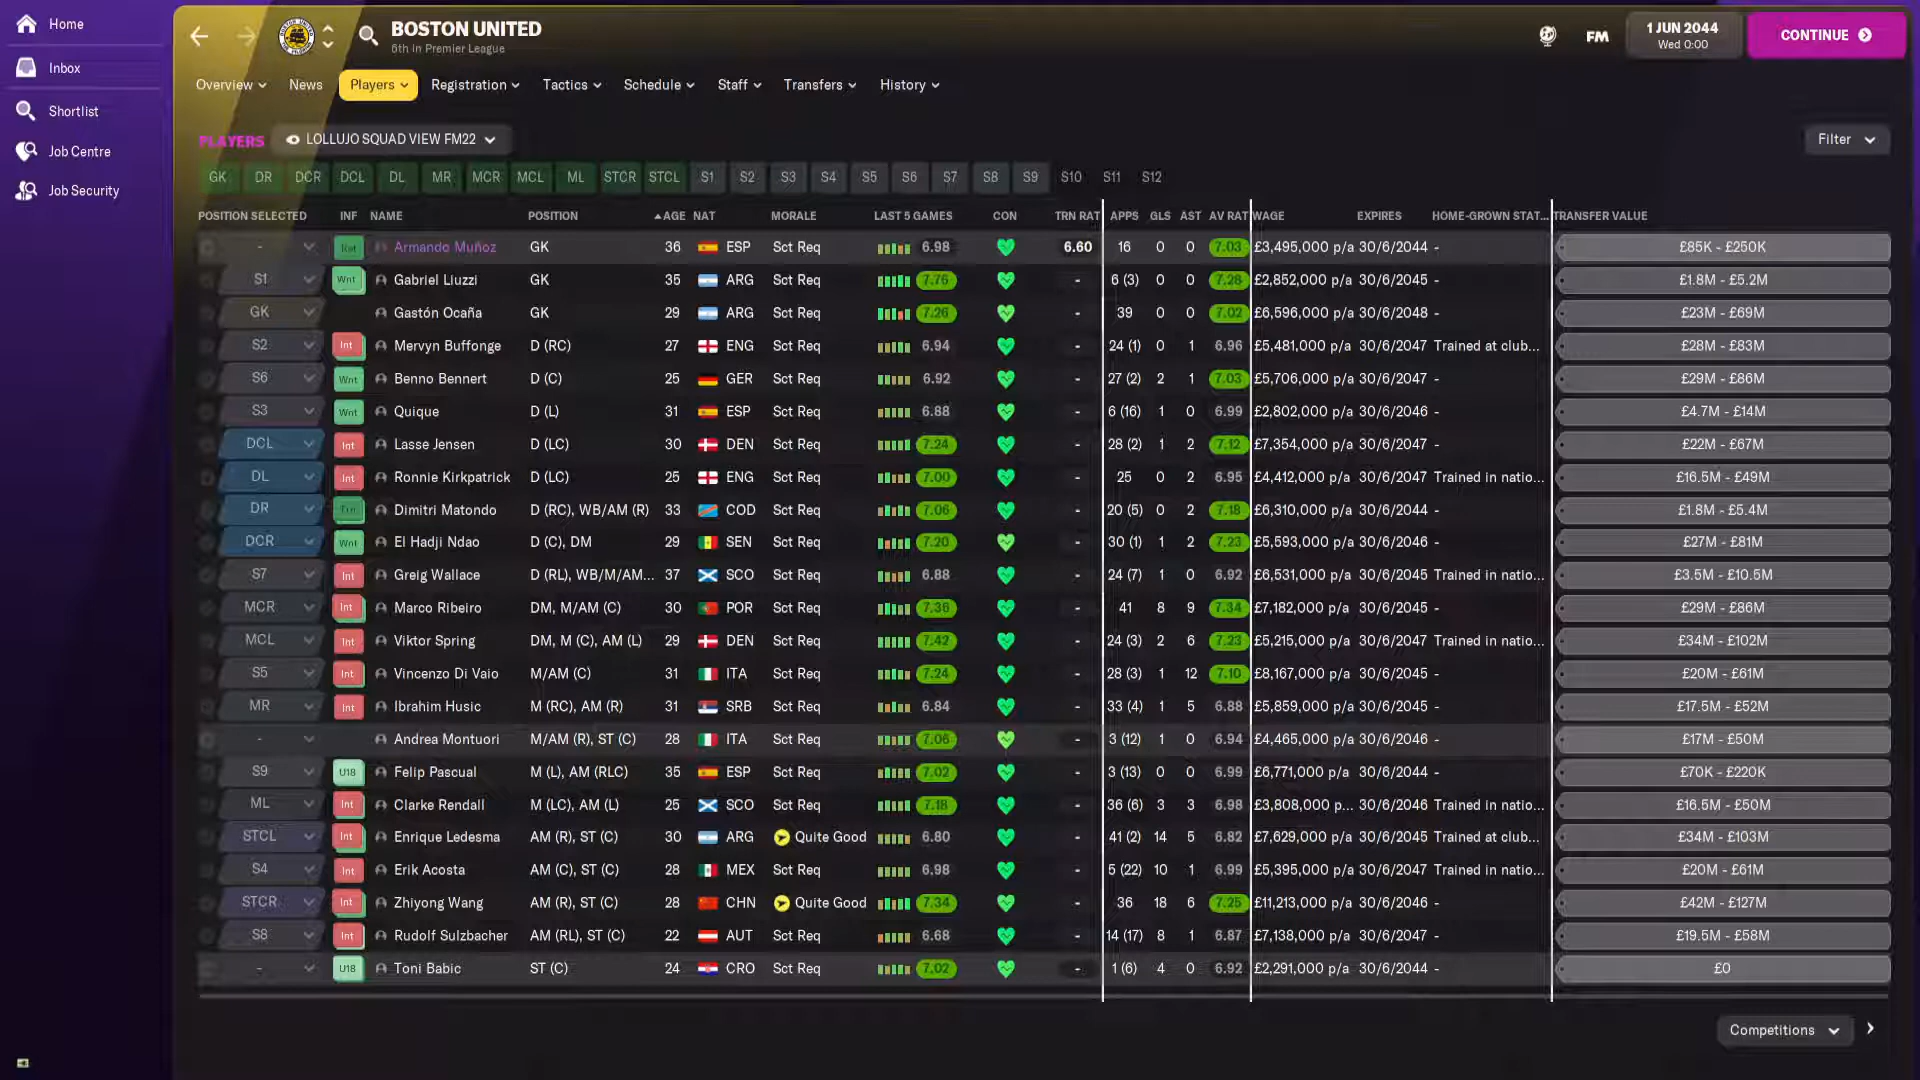 Home
BOSTON UNITED
6th in Premier League
FM
1 JUN 2044
Wed 0:00
CONTINUE
Inbox
Shortlist
Job Centre
Job Security
Overview News Players Registration Tactics Schedule Staff Transfers History
PLAYERS LOLLUJO SQUAD VIEW FM22 Filter
GK DR DCR DCL DL MR MCR MCL ML STCR STCL S1 S2 S3 S4 S5 S6 S7 S8 S9 S10 S11 S12
POSITION SELECTED INF NAME POSITION AGE NAT MORALE LAST 5 GAMES CON TRN RAT APPS GLS AST AV RAT WAGE EXPIRES HOME-GROWN STAT... TRANSFER VALUE
- Armando Muñoz GK 36 ESP Sct Req 6.98 6.60 16 0 0 7.03 £3,495,000 p/a 30/6/2044 - £85K - £250K
S1 Wnt Gabriel Liuzzi GK 35 ARG Sct Req 7.76 - 6 (3) 0 0 7.28 £2,852,000 p/a 30/6/2045 - £1.8M - £5.2M
GK Gastón Ocaña GK 29 ARG Sct Req 7.26 - 39 0 0 7.02 £6,596,000 p/a 30/6/2048 - £23M - £69M
S2 Int Mervyn Buffonge D (RC) 27 ENG Sct Req 6.94 - 24 (1) 0 1 6.96 £5,481,000 p/a 30/6/2047 Trained at club... £28M - £83M
S6 Wnt Benno Bennert D (C) 25 GER Sct Req 6.92 - 27 (2) 2 1 7.03 £5,706,000 p/a 30/6/2047 - £29M - £86M
S3 Wnt Quique D (L) 31 ESP Sct Req 6.88 - 6 (16) 1 0 6.99 £2,802,000 p/a 30/6/2046 - £4.7M - £14M
DCL Int Lasse Jensen D (LC) 30 DEN Sct Req 7.24 - 28 (2) 1 2 7.12 £7,354,000 p/a 30/6/2047 - £22M - £67M
DL Int Ronnie Kirkpatrick D (LC) 25 ENG Sct Req 7.00 - 25 0 2 6.95 £4,412,000 p/a 30/6/2047 Trained in natio... £16.5M - £49M
DR Dimitri Matondo D (RC), WB/AM (R) 33 COD Sct Req 7.06 - 20 (5) 0 2 7.18 £6,310,000 p/a 30/6/2044 - £1.8M - £5.4M
DCR Wnt El Hadji Ndao D (C), DM 29 SEN Sct Req 7.20 - 30 (1) 1 2 7.23 £5,593,000 p/a 30/6/2046 - £27M - £81M
S7 Int Greig Wallace D (RL), WB/M/AM... 37 SCO Sct Req 6.88 - 24 (7) 1 0 6.92 £6,531,000 p/a 30/6/2045 Trained in natio... £3.5M - £10.5M
MCR Int Marco Ribeiro DM, M/AM (C) 30 POR Sct Req 7.36 - 41 8 9 7.34 £7,182,000 p/a 30/6/2045 - £29M - £86M
MCL Int Viktor Spring DM, M (C), AM (L) 29 DEN Sct Req 7.42 - 24 (3) 2 6 7.23 £5,215,000 p/a 30/6/2047 Trained in natio... £34M - £102M
S5 Int Vincenzo Di Vaio M/AM (C) 31 ITA Sct Req 7.24 - 28 (3) 1 12 7.10 £8,167,000 p/a 30/6/2045 - £20M - £61M
MR Int Ibrahim Husic M (RC), AM (R) 31 SRB Sct Req 6.84 - 33 (4) 1 5 6.88 £5,859,000 p/a 30/6/2045 - £17.5M - £52M
- Andrea Montuori M/AM (R), ST (C) 28 ITA Sct Req 7.06 - 3 (12) 1 0 6.94 £4,465,000 p/a 30/6/2046 - £17M - £50M
S9 U18 Felip Pascual M (L), AM (RLC) 35 ESP Sct Req 7.02 - 3 (13) 0 0 6.99 £6,771,000 p/a 30/6/2044 - £70K - £220K
ML Int Clarke Rendall M (LC), AM (L) 25 SCO Sct Req 7.18 - 36 (6) 3 3 6.98 £3,808,000 p... 30/6/2046 Trained in natio... £16.5M - £50M
STCL Int Enrique Ledesma AM (R), ST (C) 30 ARG Quite Good 6.80 - 41 (2) 14 5 6.82 £7,629,000 p/a 30/6/2045 Trained at club... £34M - £103M
S4 Int Erik Acosta AM (C), ST (C) 28 MEX Sct Req 6.98 - 5 (22) 10 1 6.99 £5,395,000 p/a 30/6/2046 Trained in natio... £20M - £61M
STCR Int Zhiyong Wang AM (R), ST (C) 28 CHN Quite Good 7.34 - 36 18 6 7.25 £11,213,000 p/a 30/6/2046 - £42M - £127M
S8 Int Rudolf Sulzbacher AM (RL), ST (C) 22 AUT Sct Req 6.68 - 14 (17) 8 1 6.87 £7,138,000 p/a 30/6/2047 - £19.5M - £58M
- U18 Toni Babic ST (C) 24 CRO Sct Req 7.02 - 1 (6) 4 0 6.92 £2,291,000 p/a 30/6/2044 - £0
Competitions